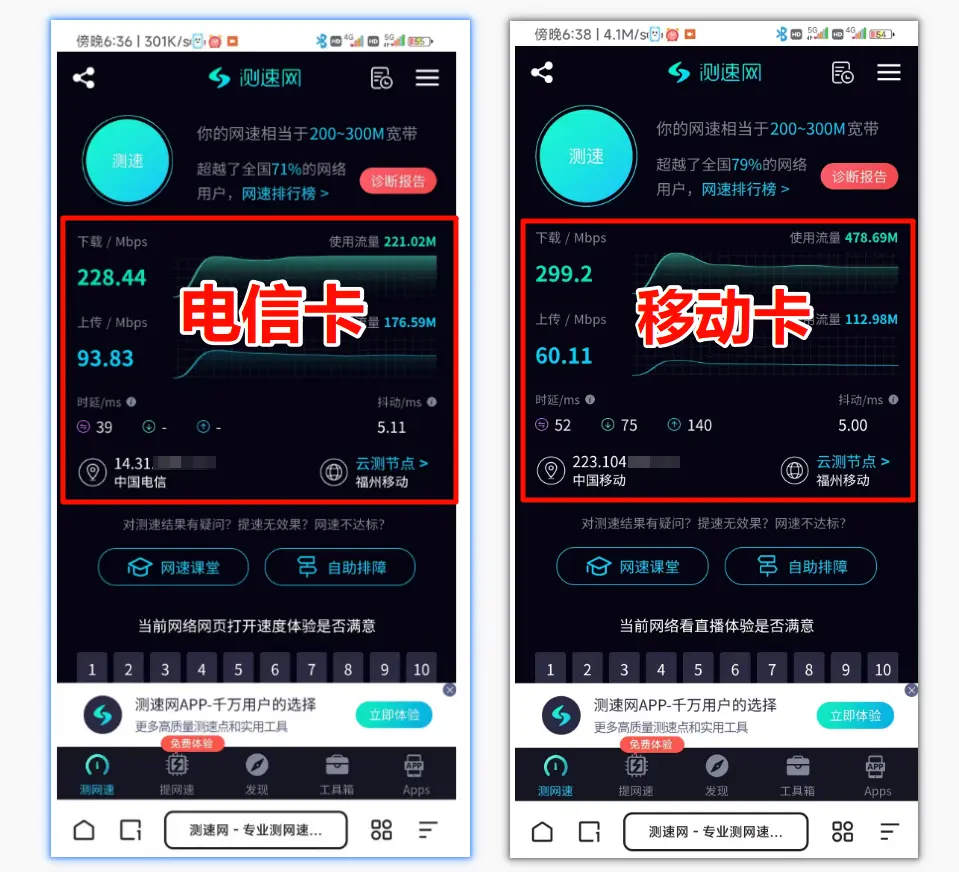 傍晚6:36 | 301K/s
HD 4G HD 5G 55
测速网
测速
你的网速相当于200~300M宽带
超越了全国71%的网络
用户，网速排行榜 >
诊断报告
下载 / Mbps
使用流量 221.02M
228.44
电信卡
上传 / Mbps
量 176.59M
93.83
时延/ms
抖动/ms
39 - -
5.11
14.31.
中国电信
云测节点 >
福州移动
对测速结果有疑问？提速无效果？网速不达标？
网速课堂
自助排障
当前网络网页打开速度体验是否满意
1 2 3 4 5 6 7 8 9 10
测速网APP-千万用户的选择
更多高质量测速点和实用工具
立即体验
免费体验
测网速 提网速 发现 工具箱 Apps
测速网 - 专业测网速...
傍晚6:38 | 4.1M/s
HD 5G HD 4G 54
测速网
测速
你的网速相当于200~300M宽带
超越了全国79%的网络
用户，网速排行榜 >
诊断报告
下载 / Mbps
使用流量 478.69M
299.2
移动卡
上传 / Mbps
用流量 112.98M
60.11
时延/ms
抖动/ms
52 75 140
5.00
223.104
中国移动
云测节点 >
福州移动
对测速结果有疑问？提速无效果？网速不达标？
网速课堂
自助排障
当前网络看直播体验是否满意
1 2 3 4 5 6 7 8 9 10
测速网APP-千万用户的选择
更多高质量测速点和实用工具
立即体验
免费体验
测网速 提网速 发现 工具箱 Apps
测速网 - 专业测网速...